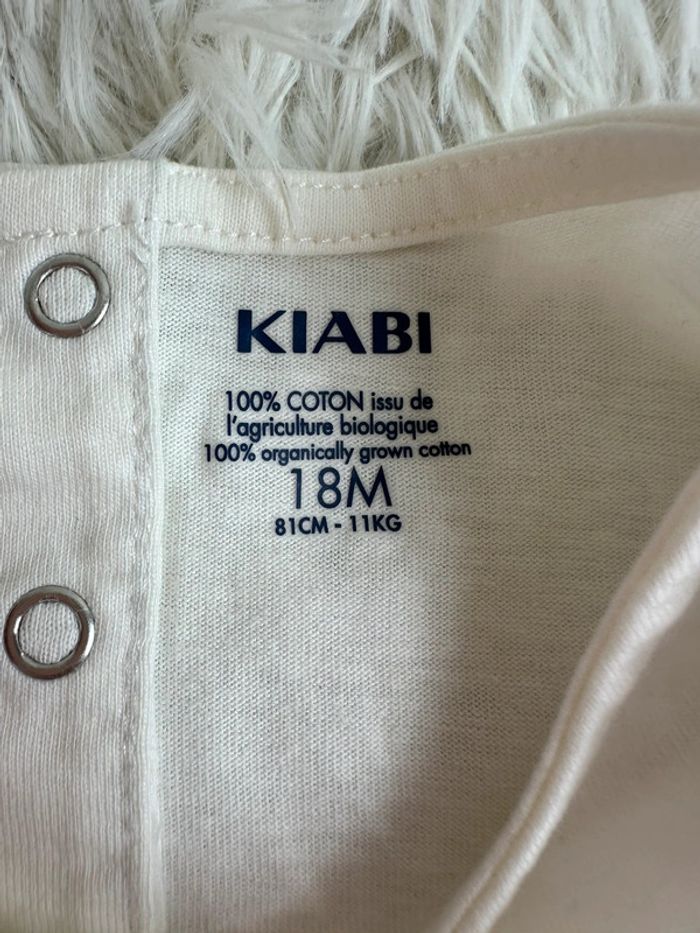 KIABI
100% COTON issu de
l'agriculture biologique
100% organically grown cotton
18M
81CM - 11KG